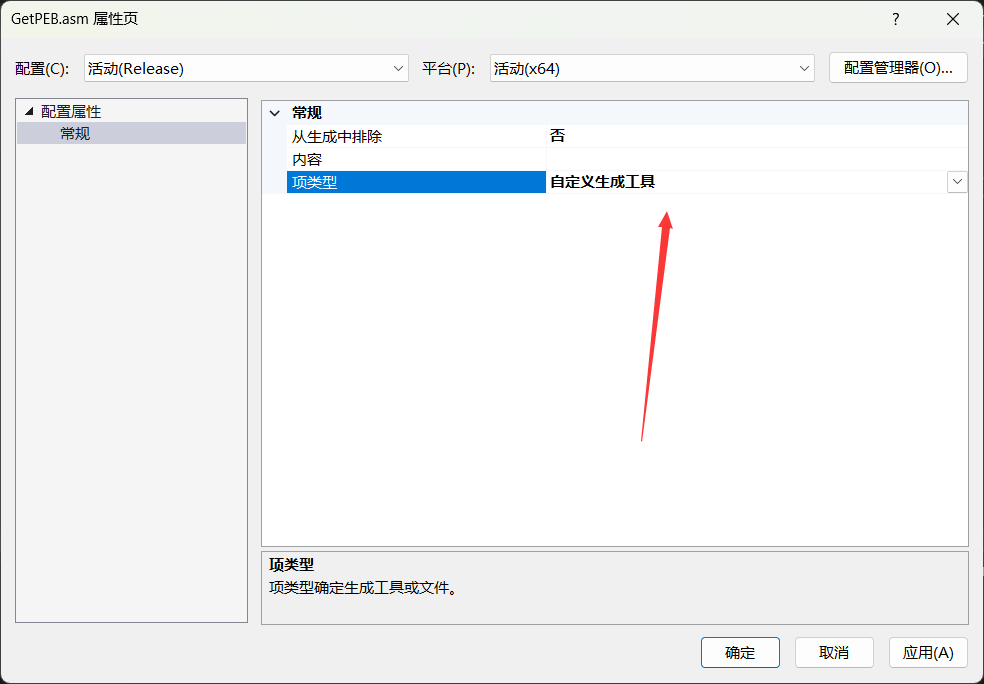 GetPEB.asm 属性页
配置(C): 活动(Release) 平台(P): 活动(x64) 配置管理器(O)...
配置属性
常规
常规
从生成中排除 否
内容
项类型 自定义生成工具
项类型
项类型确定生成工具或文件。
确定 取消 应用(A)